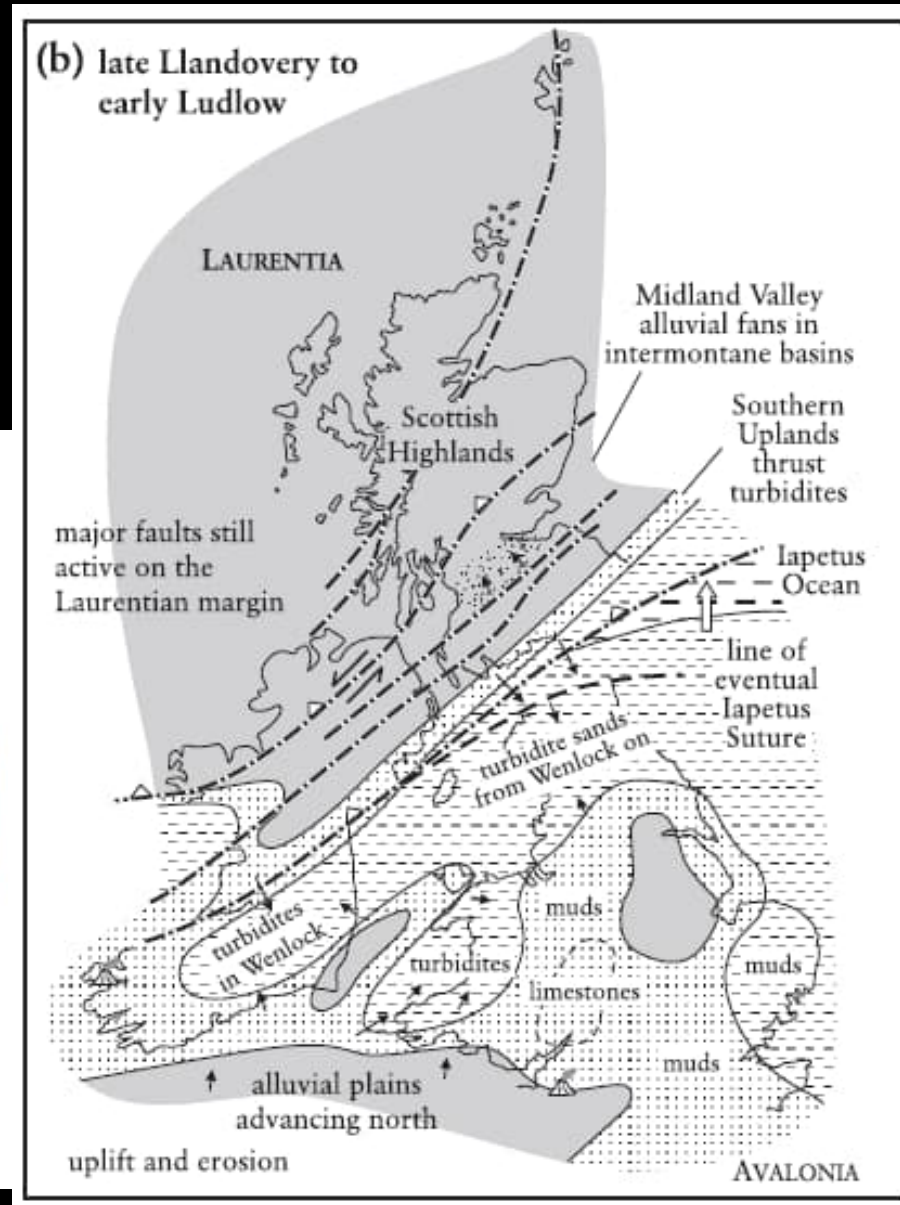 (b) late Llandovery to
early Ludlow
LAURENTIA
Midland Valley
alluvial fans in
intermontane basins
Scottish
Highlands
Southern
Uplands
thrust
turbidites
major faults still
active on the
Laurentian margin
Iapetus
Ocean
line of
eventual
Iapetus
Suture
turbidite sands
from Wenlock on
turbidites
in Wenlock
muds
turbidites
limestones
muds
muds
alluvial plains
advancing north
uplift and erosion
AVALONIA